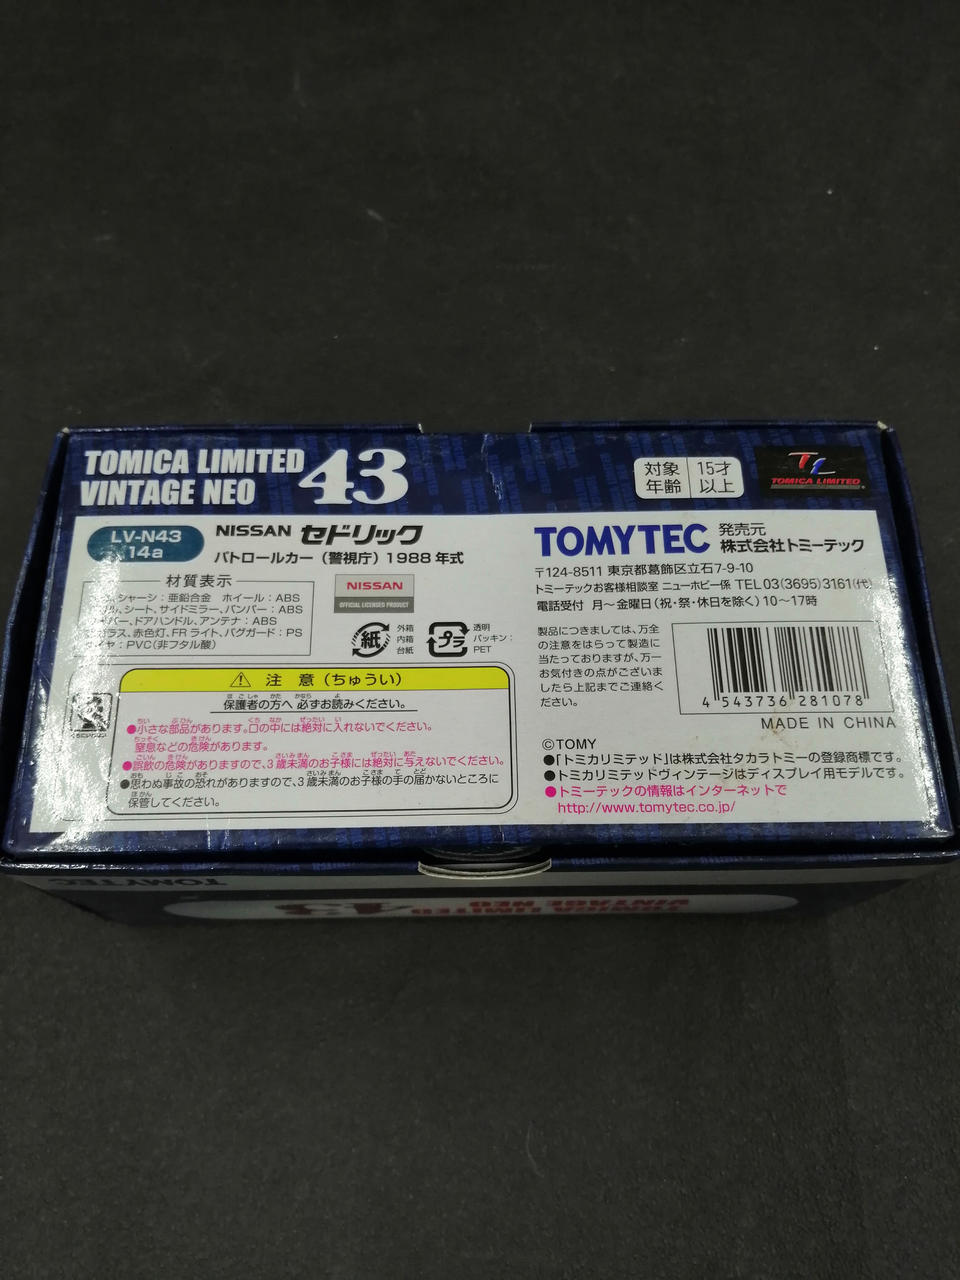 TOMICA LIMITED
VINTAGE NEO
43
対象
年齢
15才
以上
TL
TOMICA LIMITED
LV-N43
14a
NISSAN セドリック
パトロールカー（警視庁）1988年式
材質表示
シャーシ：亜鉛合金 ホイール：ABS
シート、サイドミラー、バンパー：ABS
ドアハンドル、アンテナ：ABS
赤色灯、FRライト、バグガード：PS
PVC(非フタル酸)
NISSAN
OFFICIAL LICENSED PRODUCT
紙
外箱
内箱
台紙
プラ
透明
パッキン：
PET
注意（ちゅうい）
保護者の方へ 必ずお読みください。
●小さな部品があります。口の中には絶対に入れないでください。
窒息などの危険があります。
●誤飲の危険がありますので、3歳未満のお子様には絶対に与えないでください。
●思わぬ事故の恐れがありますので、3歳未満のお子様の手の届かないところに
保管してください。
TOMYTEC
発売元
株式会社トミーテック
〒124-8511 東京都葛飾区立石7-9-10
トミーテックお客様相談室 ニューホビー係 TEL 03(3695)3161(代)
電話受付 月〜金曜日(祝・祭・休日を除く)10〜17時
製品につきましては、万全
の注意をはらって製造に
当たっておりますが、万一
お気付きの点がございま
したら上記までご連絡く
ださい。
4 543736 281078
MADE IN CHINA
©TOMY
●「トミカリミテッド」は株式会社タカラトミーの登録商標です。
●トミカリミテッドヴィンテージはディスプレイ用モデルです。
●トミーテックの情報はインターネットで
http://www.tomytec.co.jp/
TOMYTEC
TOMICA LIMITED
VINTAGE NEO
43